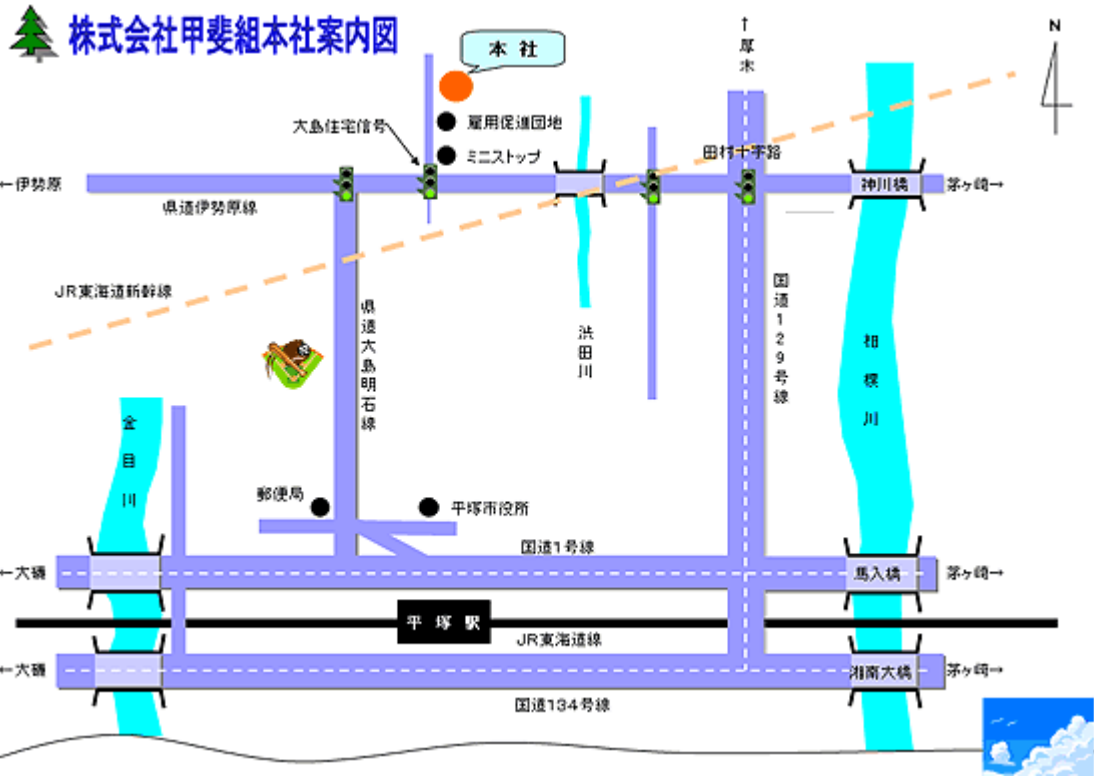 株式会社甲斐組本社案内図
本社
↑厚木
N
大島住宅信号
雇用促進団地
ミニストップ
田村十字路
←伊勢原
神川橋
茅ヶ崎→
県道伊勢原線
JR東海道新幹線
県道大島明石線
渋田川
国道129号線
相模川
金目川
郵便局
平塚市役所
国道1号線
←大磯
馬入橋
茅ヶ崎→
平塚駅
JR東海道線
←大磯
湘南大橋
茅ヶ崎→
国道134号線